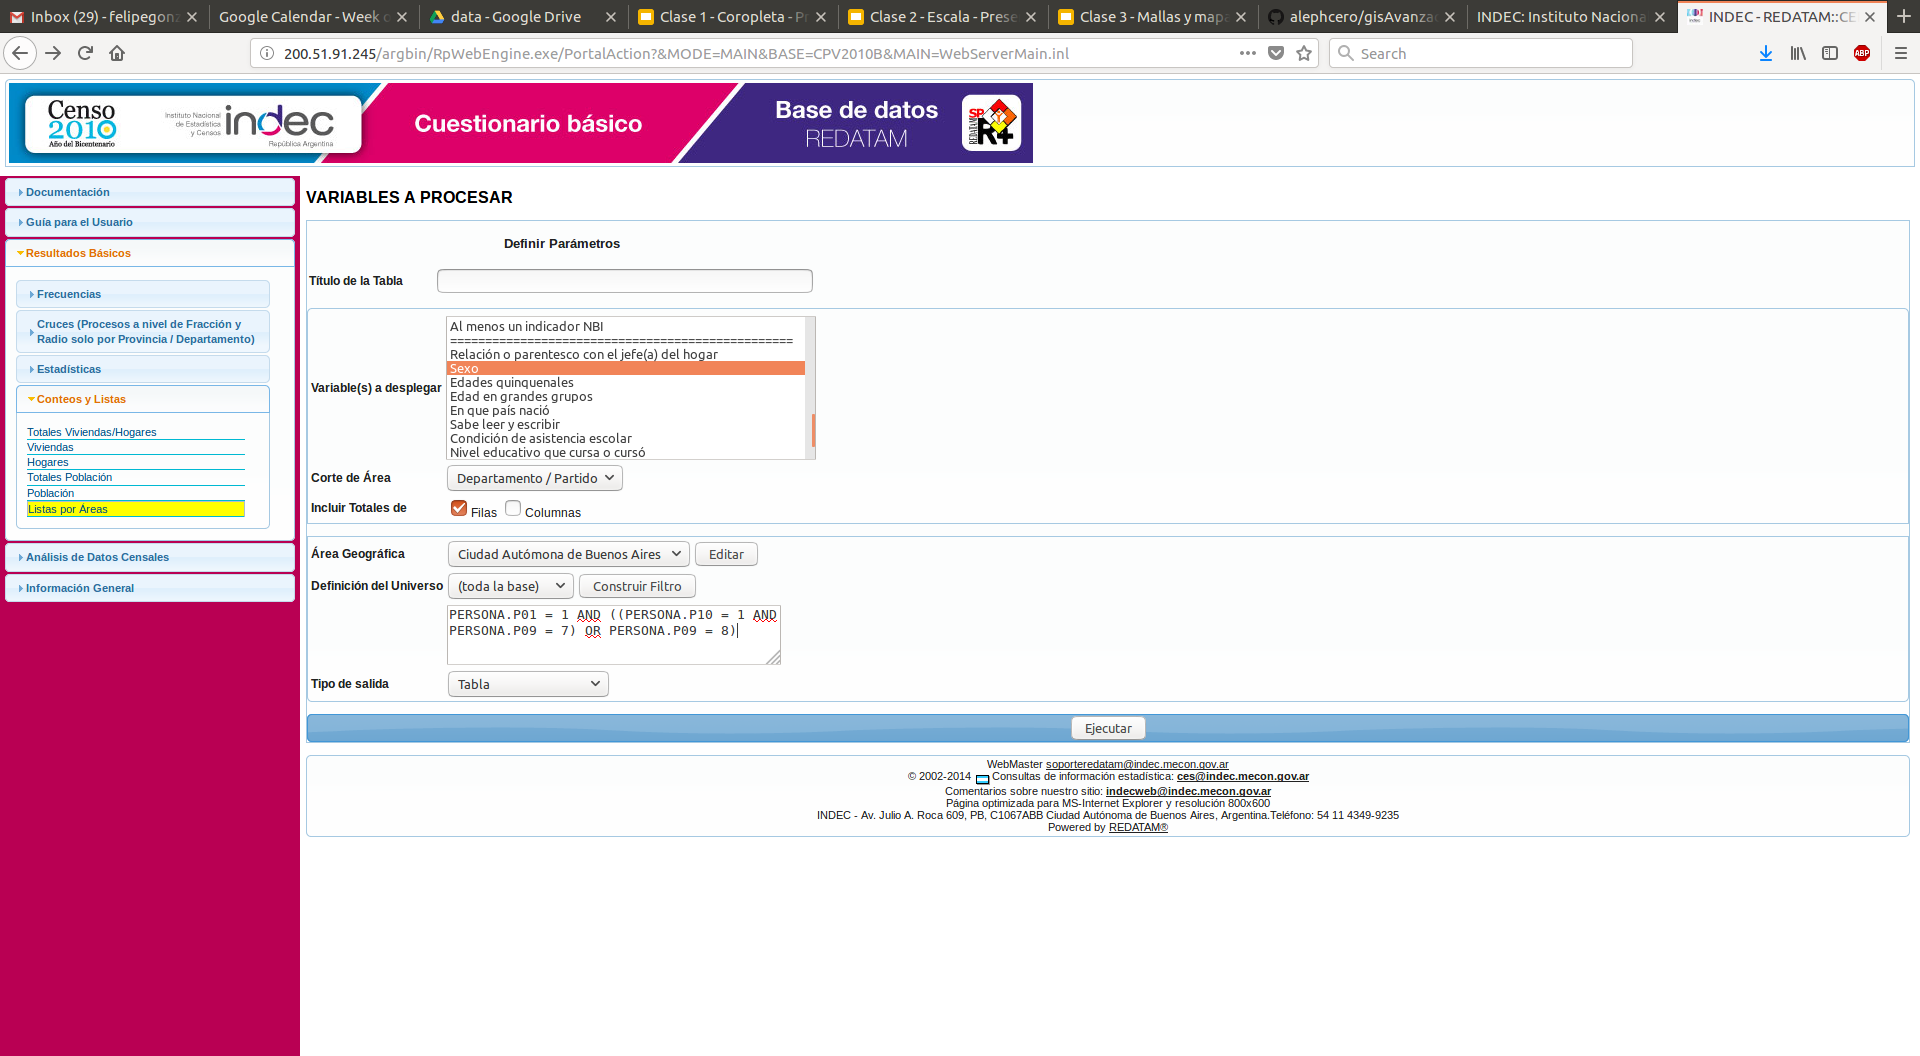 Inbox (29) - felipegon
Google Calendar - Week o
data - Google Drive
Clase 1 - Coropleta - Pr
Clase 2 - Escala - Prese
Clase 3 - Mallas y mapa
alephcero/gisAvanzad
INDEC: Instituto Naciona
INDEC - REDATAM::CE
200.51.91.245/argbin/RpWebEngine.exe/PortalAction?&MODE=MAIN&BASE=CPV2010B&MAIN=WebServerMain.inl
Search
ABP
Censo
2010
Año del Bicentenario
Instituto Nacional
de Estadística
y Censos
indec
República Argentina
Cuestionario básico
Base de datos
REDATAM
SP
R+
REDATAM
Documentación
Guía para el Usuario
Resultados Básicos
Frecuencias
Cruces (Procesos a nivel de Fracción y
Radio solo por Provincia / Departamento)
Estadísticas
Conteos y Listas
Totales Viviendas/Hogares
Viviendas
Hogares
Totales Población
Población
Listas por Áreas
Análisis de Datos Censales
Información General
VARIABLES A PROCESAR
Definir Parámetros
Título de la Tabla
Variable(s) a desplegar
Al menos un indicador NBI
=================================================
Relación o parentesco con el jefe(a) del hogar
Sexo
Edades quinquenales
Edad en grandes grupos
En que país nació
Sabe leer y escribir
Condición de asistencia escolar
Nivel educativo que cursa o cursó
Corte de Área Departamento / Partido
Incluir Totales de Filas Columnas
Área Geográfica Ciudad Autómona de Buenos Aires Editar
Definición del Universo (toda la base) Construir Filtro
PERSONA.P01 = 1 AND ((PERSONA.P10 = 1 AND
PERSONA.P09 = 7) OR PERSONA.P09 = 8)
Tipo de salida Tabla
Ejecutar
WebMaster soporteredatam@indec.mecon.gov.ar
© 2002-2014 Consultas de información estadística: ces@indec.mecon.gov.ar
Comentarios sobre nuestro sitio: indecweb@indec.mecon.gov.ar
Página optimizada para MS-Internet Explorer y resolución 800x600
INDEC - Av. Julio A. Roca 609, PB, C1067ABB Ciudad Autónoma de Buenos Aires, Argentina.Teléfono: 54 11 4349-9235
Powered by REDATAM®